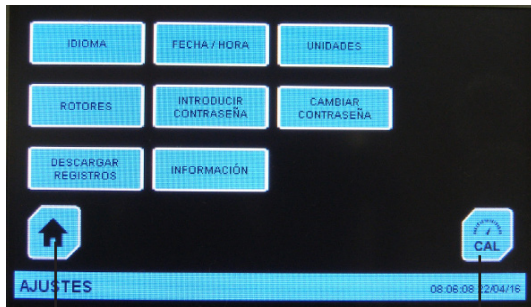 IDIOMA
FECHA / HORA
UNIDADES
ROTORES
INTRODUCIR
CONTRASEÑA
CAMBIAR
CONTRASEÑA
DESCARGAR
REGISTROS
INFORMACIÓN
CAL
AJUSTES
08:06:08 22/04/16